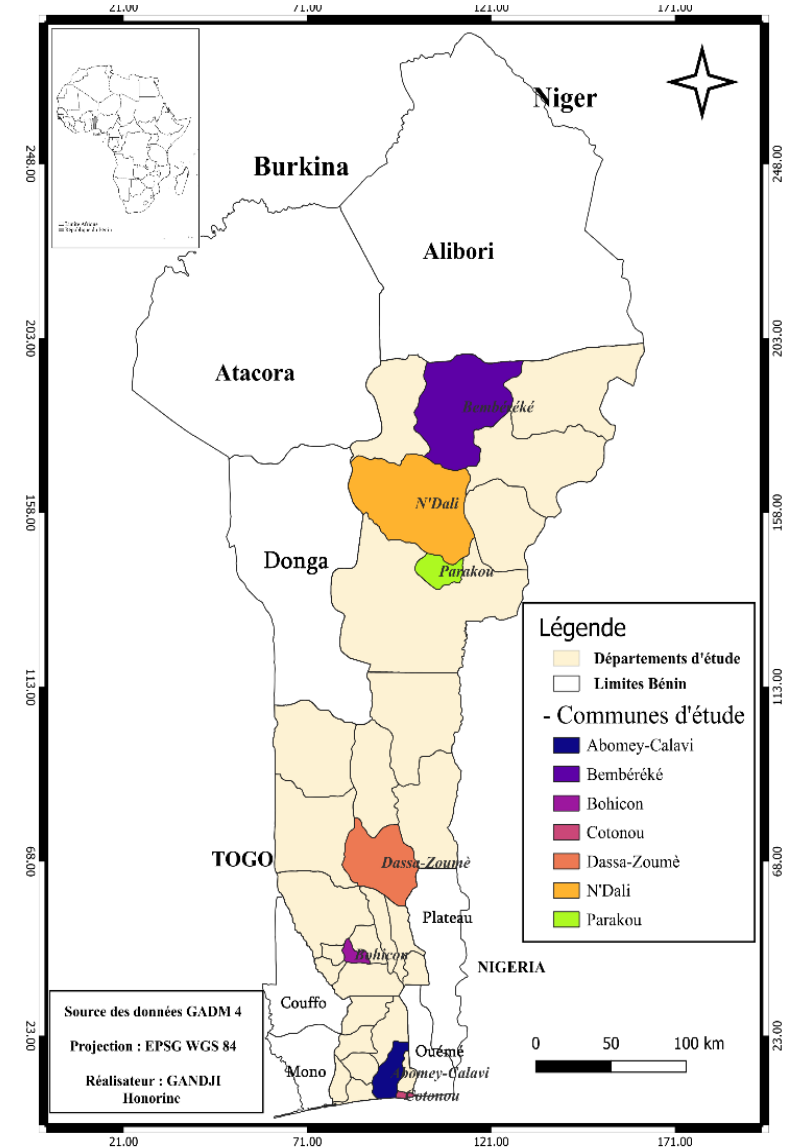 21.00 71.00 121.00 171.00
Niger
Burkina
248.00
248.00
Alibori
203.00
203.00
Atacora
Bembéréké
N'Dali
158.00
158.00
Donga
Parakou
Légende
Départements d'étude
Limites Bénin
- Communes d'étude
Abomey-Calavi
Bembéréké
Bohicon
Cotonou
Dassa-Zoumè
N'Dali
Parakou
113.00
113.00
TOGO
Dassa-Zoumè
68.00
68.00
Plateau
Bohicon
NIGERIA
Couffo
Source des données GADM 4
Projection : EPSG WGS 84
Réalisateur : GANDJI
Honorine
23.00
23.00
Ouémé
Mono
Abomey-Calavi
Cotonou
0 50 100 km
21.00 71.00 121.00 171.00